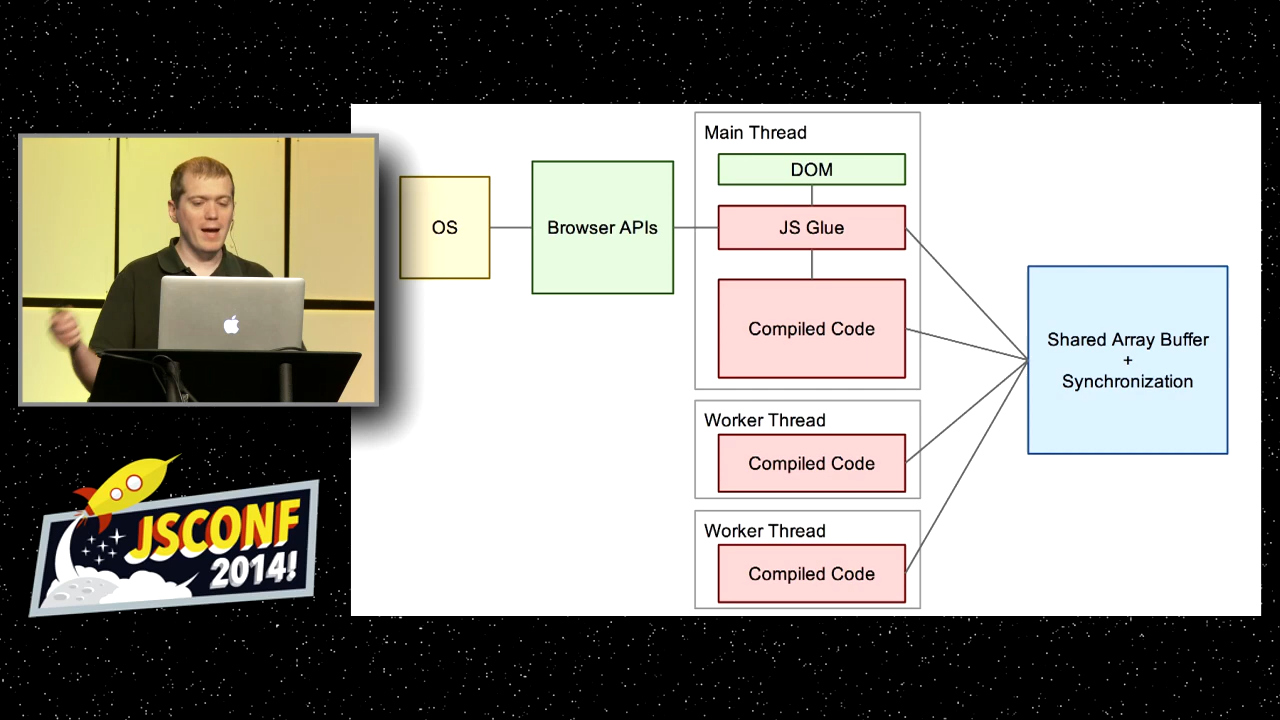 Main Thread
DOM
OS
Browser APIs
JS Glue
Compiled Code
Shared Array Buffer
+
Synchronization
Worker Thread
Compiled Code
Worker Thread
Compiled Code
JSCONF
2014!